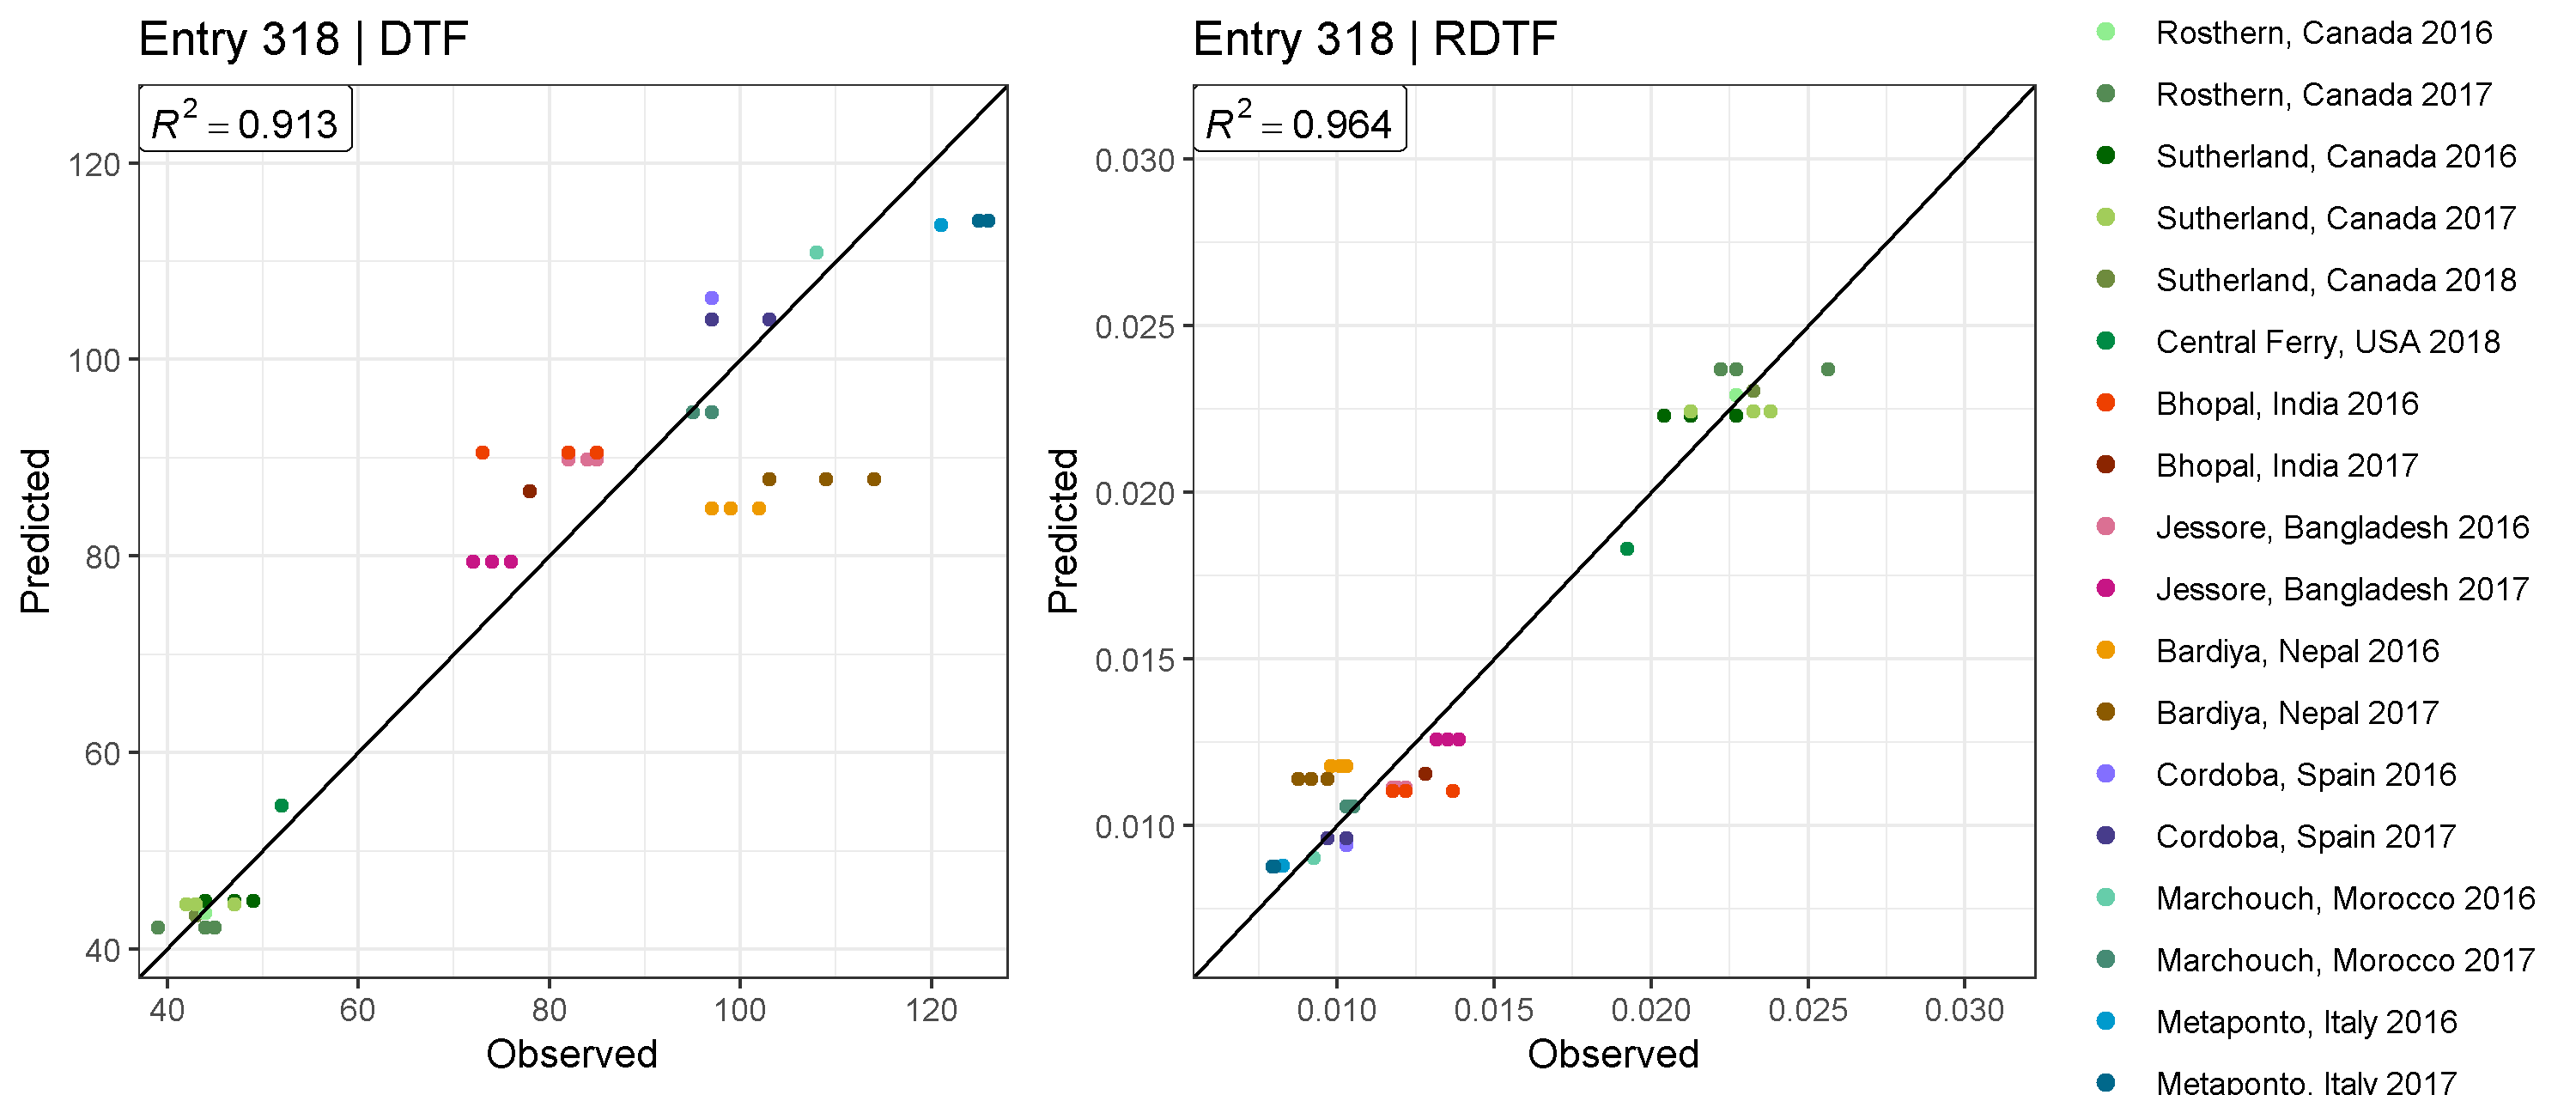 Entry 318 | DTF
R² = 0.913
120
100
80
60
40
40 60 80 100 120
Predicted
Observed
Entry 318 | RDTF
R² = 0.964
0.030
0.025
0.020
0.015
0.010
0.010 0.015 0.020 0.025 0.030
Predicted
Observed
Rosthern, Canada 2016
Rosthern, Canada 2017
Sutherland, Canada 2016
Sutherland, Canada 2017
Sutherland, Canada 2018
Central Ferry, USA 2018
Bhopal, India 2016
Bhopal, India 2017
Jessore, Bangladesh 2016
Jessore, Bangladesh 2017
Bardiya, Nepal 2016
Bardiya, Nepal 2017
Cordoba, Spain 2016
Cordoba, Spain 2017
Marchouch, Morocco 2016
Marchouch, Morocco 2017
Metaponto, Italy 2016
Metaponto, Italy 2017